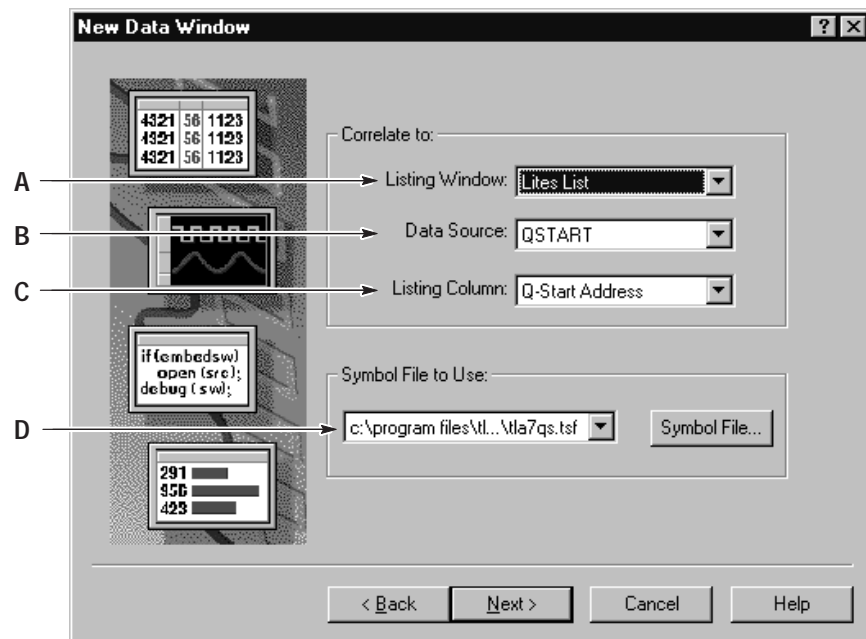 New Data Window
4321 56 1123
4321 56 1123
4321 56 1123
Correlate to:
A
Listing Window: Lites List
B
Data Source: QSTART
C
Listing Column: Q-Start Address
if(embedsw)
open (src);
debug ( sw);
Symbol File to Use:
D
c:\program files\tl...\tla7qs.tsf
Symbol File...
291
956
423
< Back
Next >
Cancel
Help